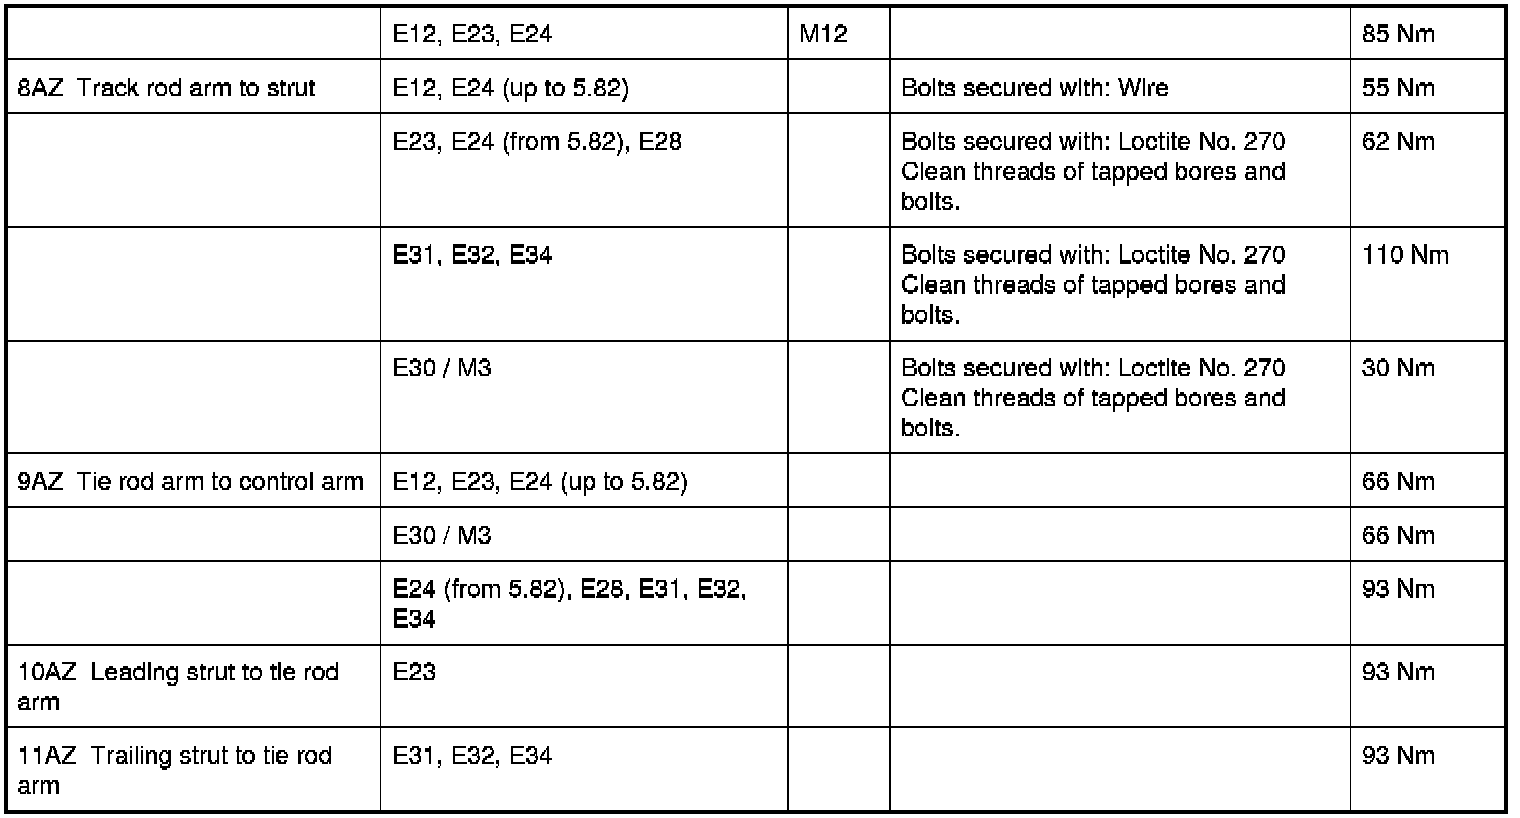 E12, E23, E24 M12 85 Nm
8AZ Track rod arm to strut E12, E24 (up to 5.82) Bolts secured with: Wire 55 Nm
E23, E24 (from 5.82), E28 Bolts secured with: Loctite No. 270 62 Nm
Clean threads of tapped bores and
bolts.
E31, E32, E34 Bolts secured with: Loctite No. 270 110 Nm
Clean threads of tapped bores and
bolts.
E30 / M3 Bolts secured with: Loctite No. 270 30 Nm
Clean threads of tapped bores and
bolts.
9AZ Tie rod arm to control arm E12, E23, E24 (up to 5.82) 66 Nm
E30 / M3 66 Nm
E24 (from 5.82), E28, E31, E32, 93 Nm
E34
10AZ Leading strut to tie rod E23 93 Nm
arm
11AZ Trailing strut to tie rod E31, E32, E34 93 Nm
arm